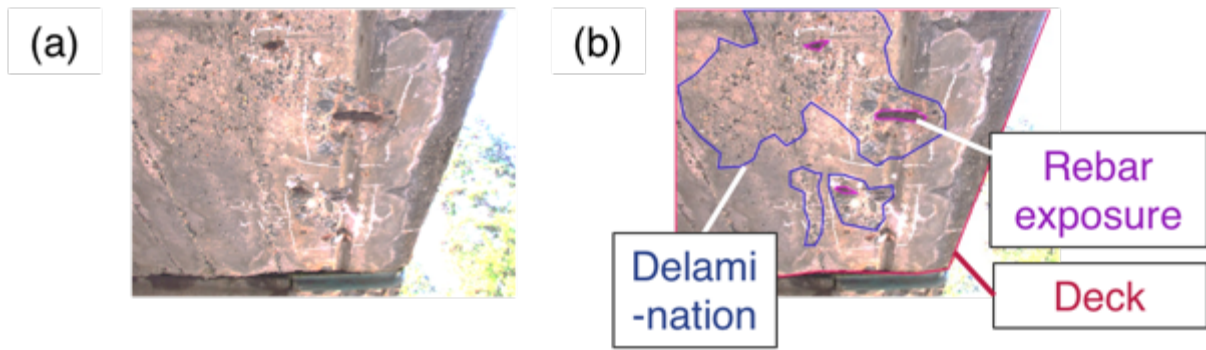 (a)
(b)
Rebar
exposure
Delami
-nation
Deck